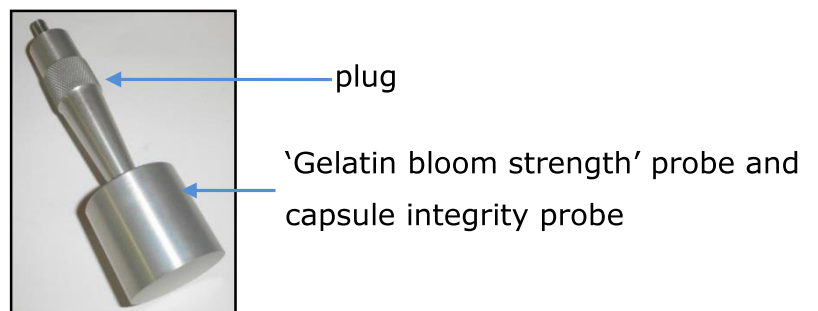 plug
‘Gelatin bloom strength’ probe and
capsule integrity probe